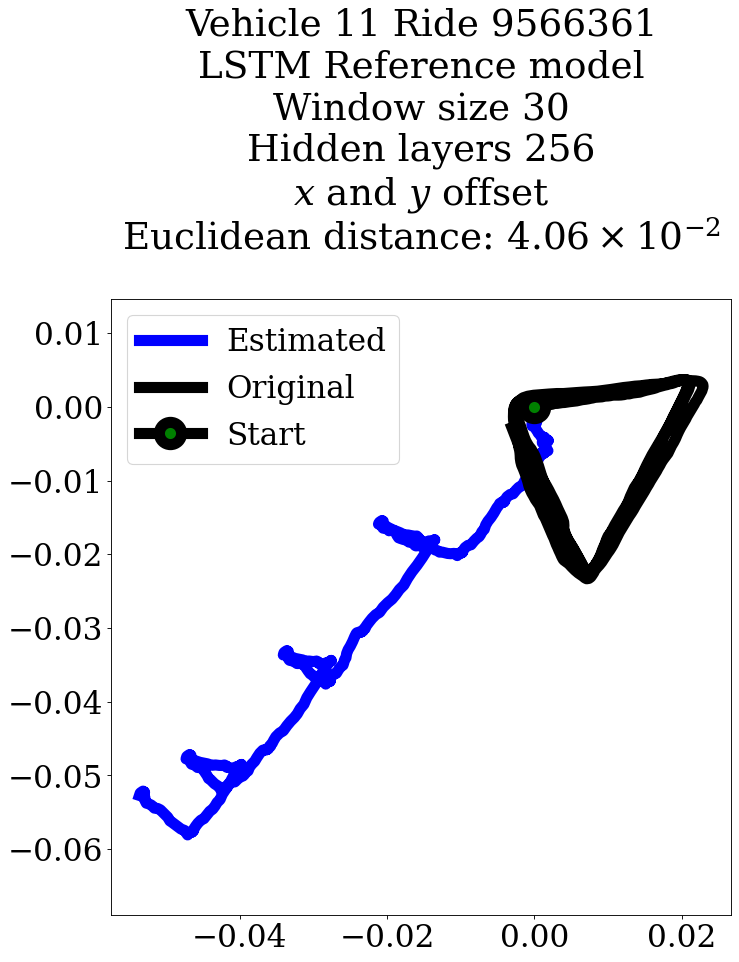 Vehicle 11 Ride 9566361
LSTM Reference model
Window size 30
Hidden layers 256
x and y offset
Euclidean distance: 4.06 × 10⁻²
Estimated
Original
Start
0.01
0.00
−0.01
−0.02
−0.03
−0.04
−0.05
−0.06
−0.04
−0.02
0.00
0.02